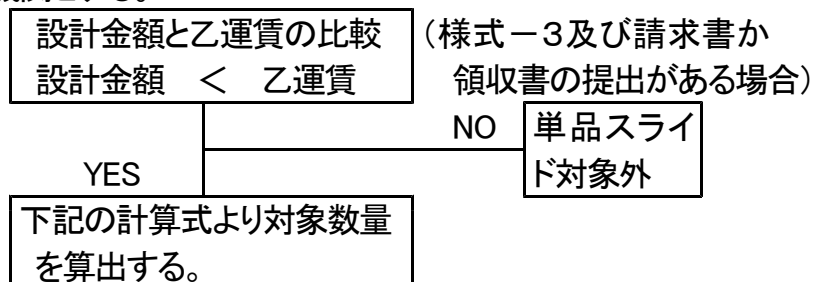 設計金額と乙運賃の比較
(様式-3及び請求書か
設計金額 < 乙運賃
領収書の提出がある場合)
NO
単品スライ
ド対象外
YES
下記の計算式より対象数量
を算出する。